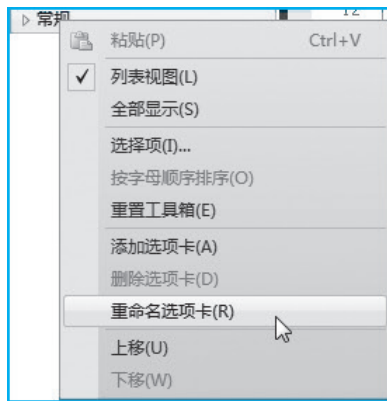 常规
12
粘贴(P) Ctrl+V
列表视图(L)
全部显示(S)
选择项(I)...
按字母顺序排序(O)
重置工具箱(E)
添加选项卡(A)
删除选项卡(D)
重命名选项卡(R)
上移(U)
下移(W)